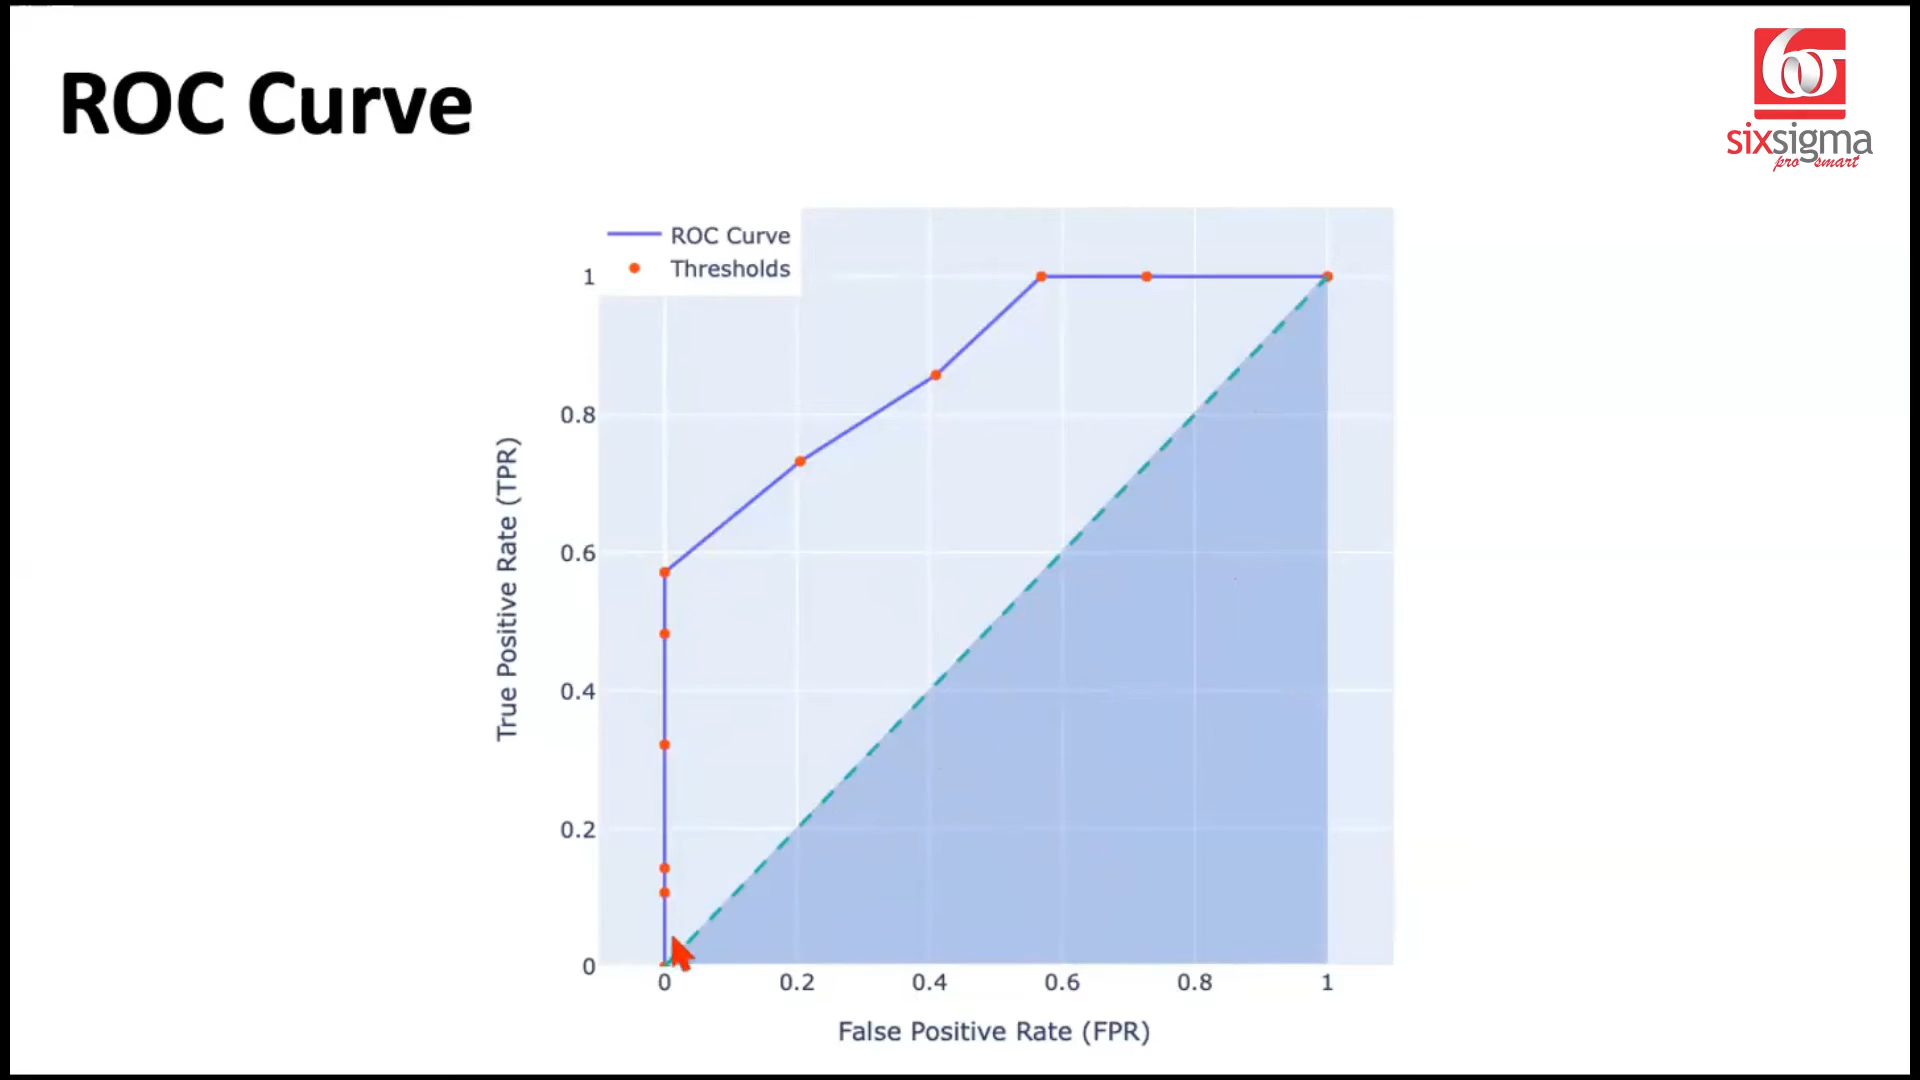 ROC Curve
sixsigma
pro smart
ROC Curve
Thresholds
1
0.8
0.6
0.4
0.2
0
True Positive Rate (TPR)
0 0.2 0.4 0.6 0.8 1
False Positive Rate (FPR)